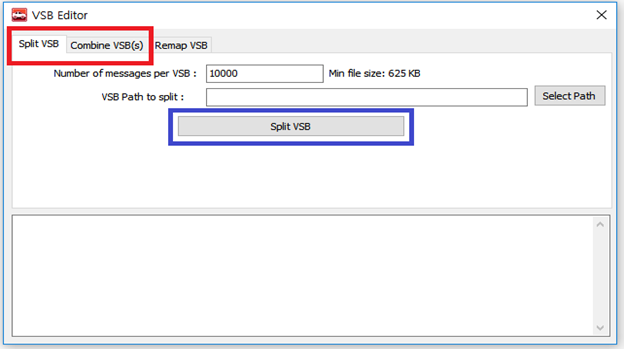 VSB Editor
Split VSB Combine VSB(s) Remap VSB
Number of messages per VSB : 10000 Min file size: 625 KB
VSB Path to split : Select Path
Split VSB